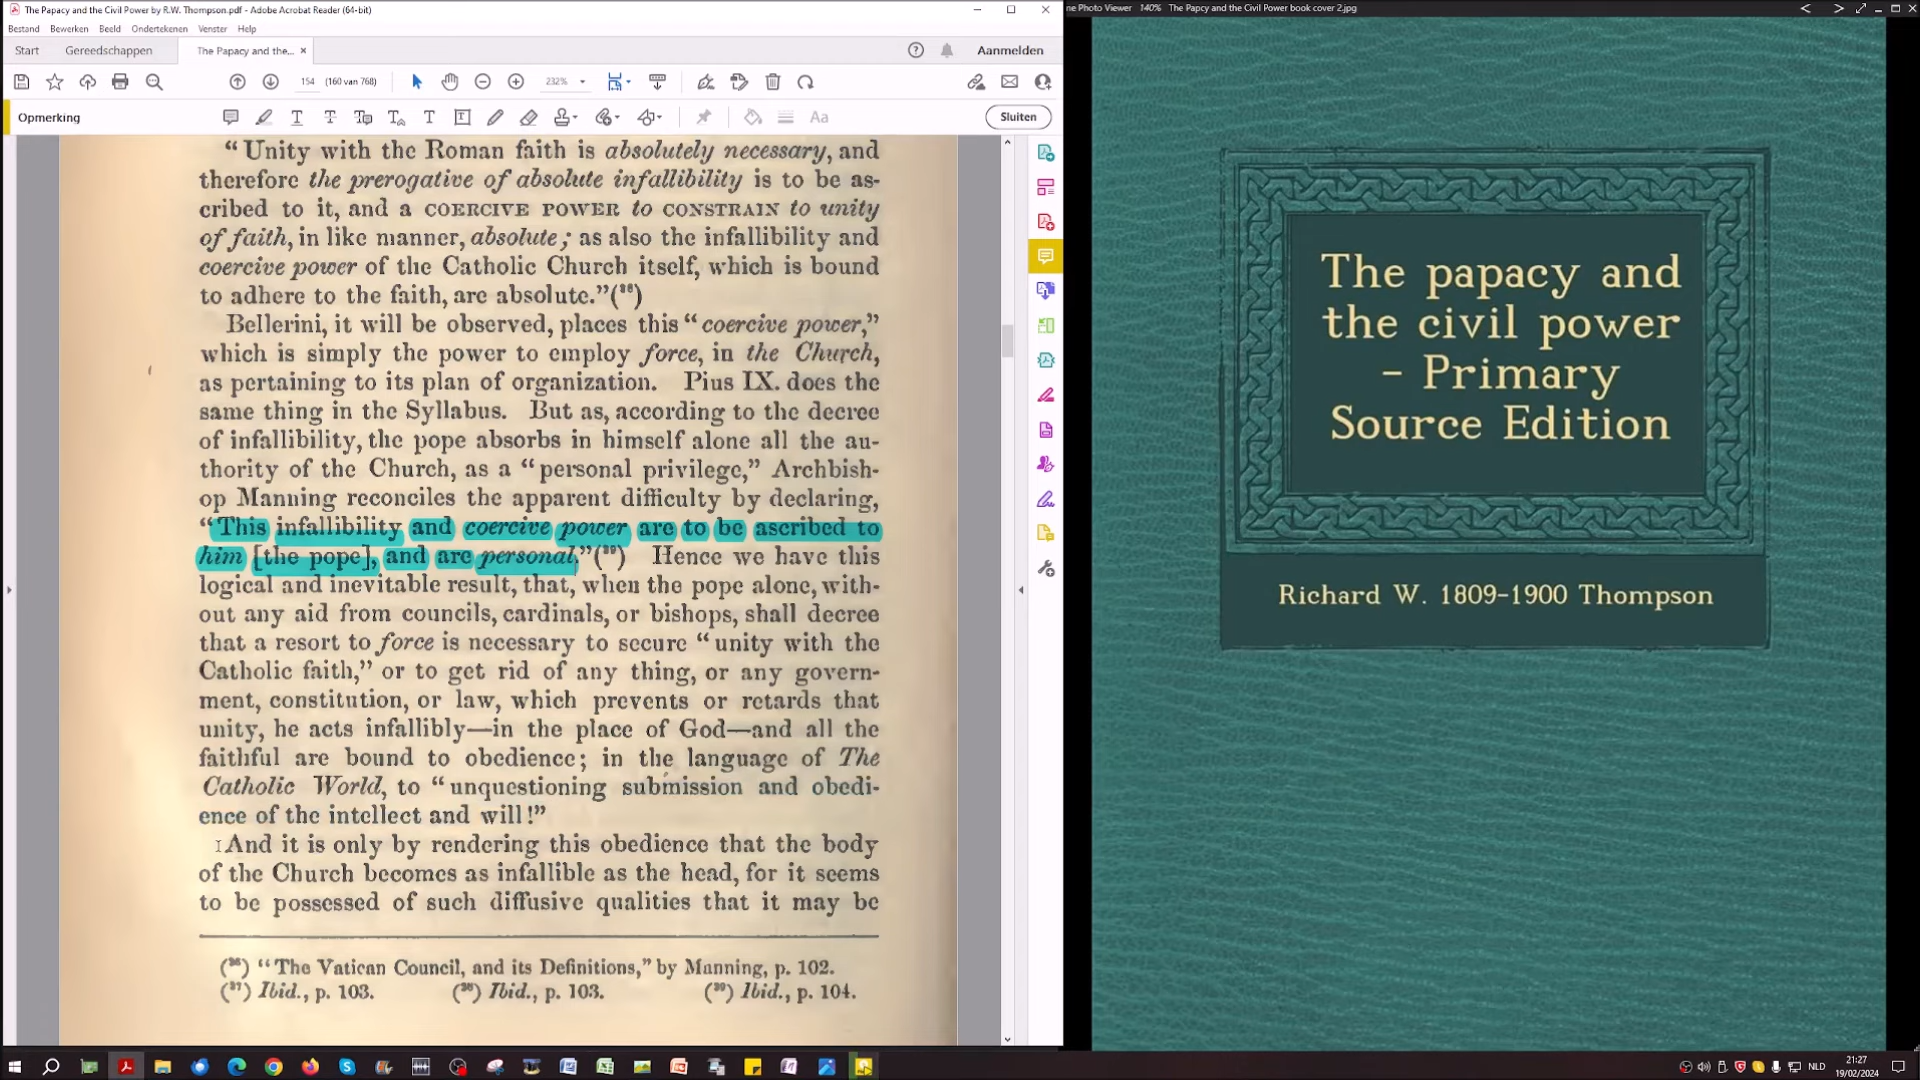 The Papacy and the Civil Power by R.W. Thompson.pdf - Adobe Acrobat Reader (64-bit)
Bestand Bewerken Beeld Ondertekenen Venster Help
Start Gereedschappen The Papacy and the... × Aanmelden
154 (160 van 768) 232%
Opmerking Sluiten
“Unity with the Roman faith is absolutely necessary, and
therefore the prerogative of absolute infallibility is to be as-
cribed to it, and a COERCIVE POWER to CONSTRAIN to unity
of faith, in like manner, absolute; as also the infallibility and
coercive power of the Catholic Church itself, which is bound
to adhere to the faith, are absolute.”(³⁸)
Bellerini, it will be observed, places this “coercive power,”
which is simply the power to employ force, in the Church,
as pertaining to its plan of organization. Pius IX. does the
same thing in the Syllabus. But as, according to the decree
of infallibility, the pope absorbs in himself alone all the au-
thority of the Church, as a “personal privilege,” Archbish-
op Manning reconciles the apparent difficulty by declaring,
“This infallibility and coercive power are to be ascribed to
him [the pope], and are personal.”(³⁹) Hence we have this
logical and inevitable result, that, when the pope alone, with-
out any aid from councils, cardinals, or bishops, shall decree
that a resort to force is necessary to secure “unity with the
Catholic faith,” or to get rid of any thing, or any govern-
ment, constitution, or law, which prevents or retards that
unity, he acts infallibly—in the place of God—and all the
faithful are bound to obedience; in the language of The
Catholic World, to “unquestioning submission and obedi-
ence of the intellect and will!”
And it is only by rendering this obedience that the body
of the Church becomes as infallible as the head, for it seems
to be possessed of such diffusive qualities that it may be
(³⁶) “The Vatican Council, and its Definitions,” by Manning, p. 102.
(³⁷) Ibid., p. 103. (³⁸) Ibid., p. 103. (³⁹) Ibid., p. 104.
ne Photo Viewer 140% The Papcy and the Civil Power book cover 2.jpg
The papacy and
the civil power
- Primary
Source Edition
Richard W. 1809-1900 Thompson
NLD
21:27
19/02/2024